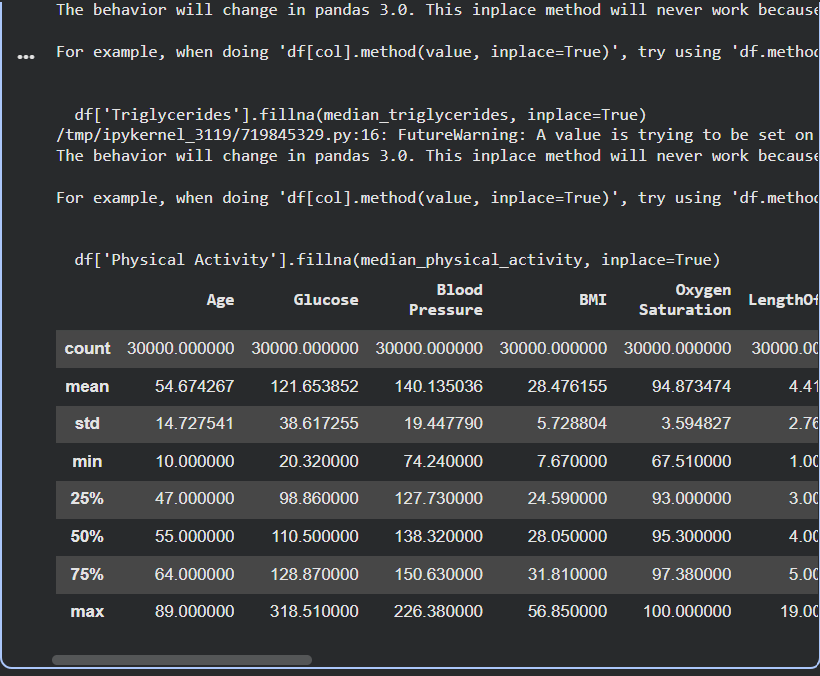 The behavior will change in pandas 3.0. This inplace method will never work because
For example, when doing 'df[col].method(value, inplace=True)', try using 'df.metho
df['Triglycerides'].fillna(median_triglycerides, inplace=True)
/tmp/ipykernel_3119/719845329.py:16: FutureWarning: A value is trying to be set on
The behavior will change in pandas 3.0. This inplace method will never work because
For example, when doing 'df[col].method(value, inplace=True)', try using 'df.metho
df['Physical Activity'].fillna(median_physical_activity, inplace=True)
Age Glucose Blood Pressure BMI Oxygen Saturation LengthOf
count 30000.000000 30000.000000 30000.000000 30000.000000 30000.000000 30000.00
mean 54.674267 121.653852 140.135036 28.476155 94.873474 4.41
std 14.727541 38.617255 19.447790 5.728804 3.594827 2.76
min 10.000000 20.320000 74.240000 7.670000 67.510000 1.00
25% 47.000000 98.860000 127.730000 24.590000 93.000000 3.00
50% 55.000000 110.500000 138.320000 28.050000 95.300000 4.00
75% 64.000000 128.870000 150.630000 31.810000 97.380000 5.00
max 89.000000 318.510000 226.380000 56.850000 100.000000 19.00